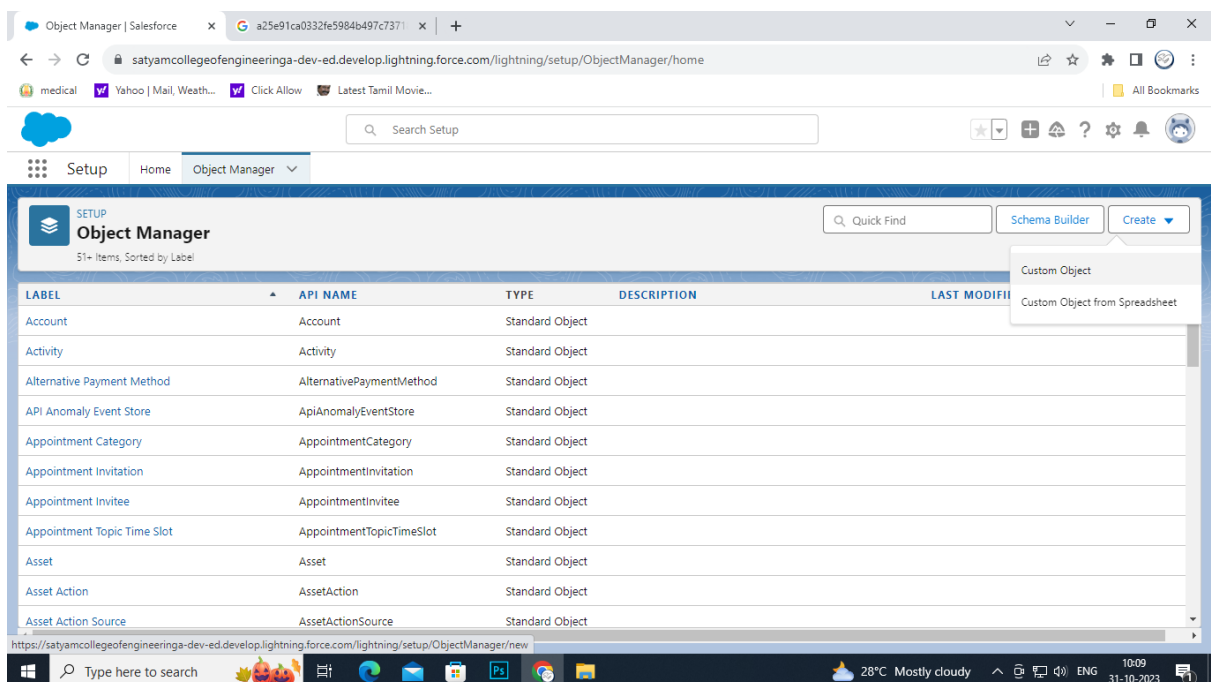 Object Manager | Salesforce
a25e91ca0332fe5984b497c7371
satyamcollegeofengineeringa-dev-ed.develop.lightning.force.com/lightning/setup/ObjectManager/home
medical Yahoo | Mail, Weath... Click Allow Latest Tamil Movie... All Bookmarks
Search Setup
Setup Home Object Manager
SETUP
Object Manager
51+ Items, Sorted by Label
Quick Find Schema Builder Create
Custom Object
Custom Object from Spreadsheet
LABEL API NAME TYPE DESCRIPTION LAST MODIFI
Account Account Standard Object
Activity Activity Standard Object
Alternative Payment Method AlternativePaymentMethod Standard Object
API Anomaly Event Store ApiAnomalyEventStore Standard Object
Appointment Category AppointmentCategory Standard Object
Appointment Invitation AppointmentInvitation Standard Object
Appointment Invitee AppointmentInvitee Standard Object
Appointment Topic Time Slot AppointmentTopicTimeSlot Standard Object
Asset Asset Standard Object
Asset Action AssetAction Standard Object
Asset Action Source AssetActionSource Standard Object
https://satyamcollegeofengineeringa-dev-ed.develop.lightning.force.com/lightning/setup/ObjectManager/new
Type here to search Ps 28°C Mostly cloudy ENG 10:09
31-10-2023